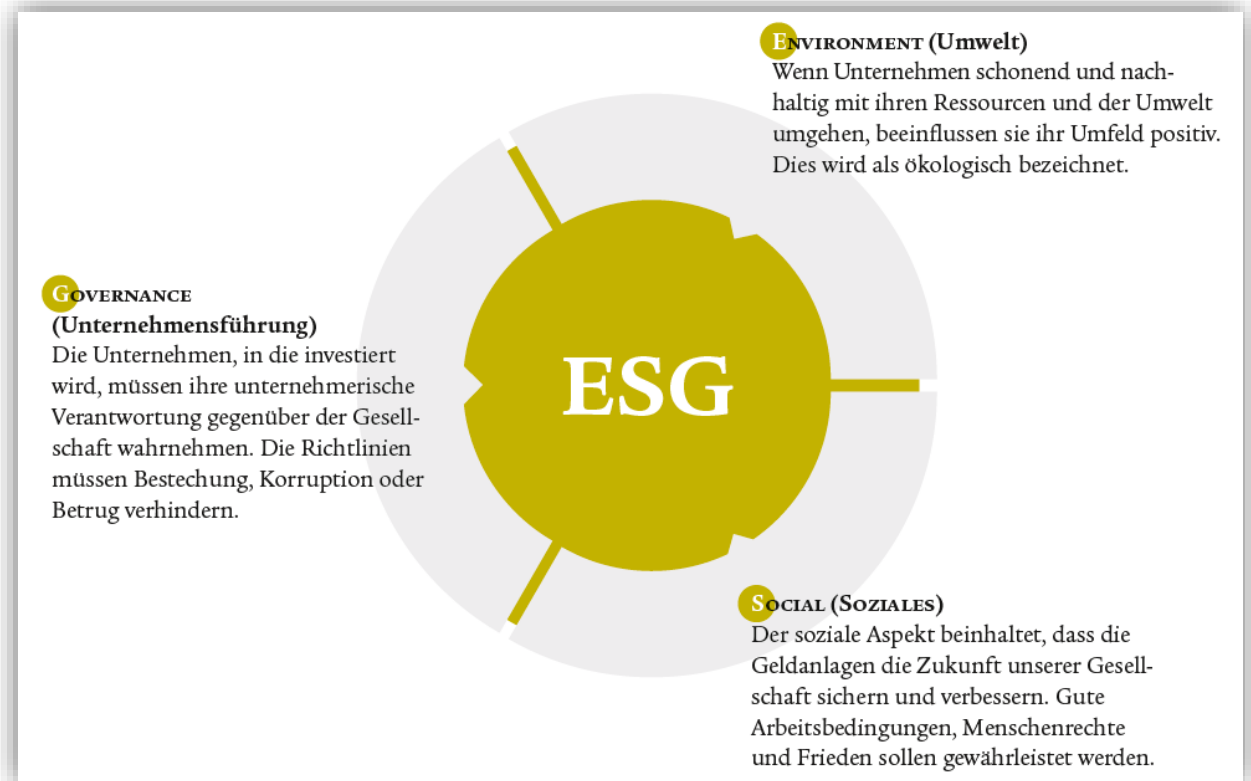 ENVIRONMENT (Umwelt)
Wenn Unternehmen schonend und nach-
haltig mit ihren Ressourcen und der Umwelt
umgehen, beeinflussen sie ihr Umfeld positiv.
Dies wird als ökologisch bezeichnet.
GOVERNANCE
(Unternehmensführung)
Die Unternehmen, in die investiert
wird, müssen ihre unternehmerische
Verantwortung gegenüber der Gesell-
schaft wahrnehmen. Die Richtlinien
müssen Bestechung, Korruption oder
Betrug verhindern.
ESG
SOCIAL (SOZIALES)
Der soziale Aspekt beinhaltet, dass die
Geldanlagen die Zukunft unserer Gesell-
schaft sichern und verbessern. Gute
Arbeitsbedingungen, Menschenrechte
und Frieden sollen gewährleistet werden.